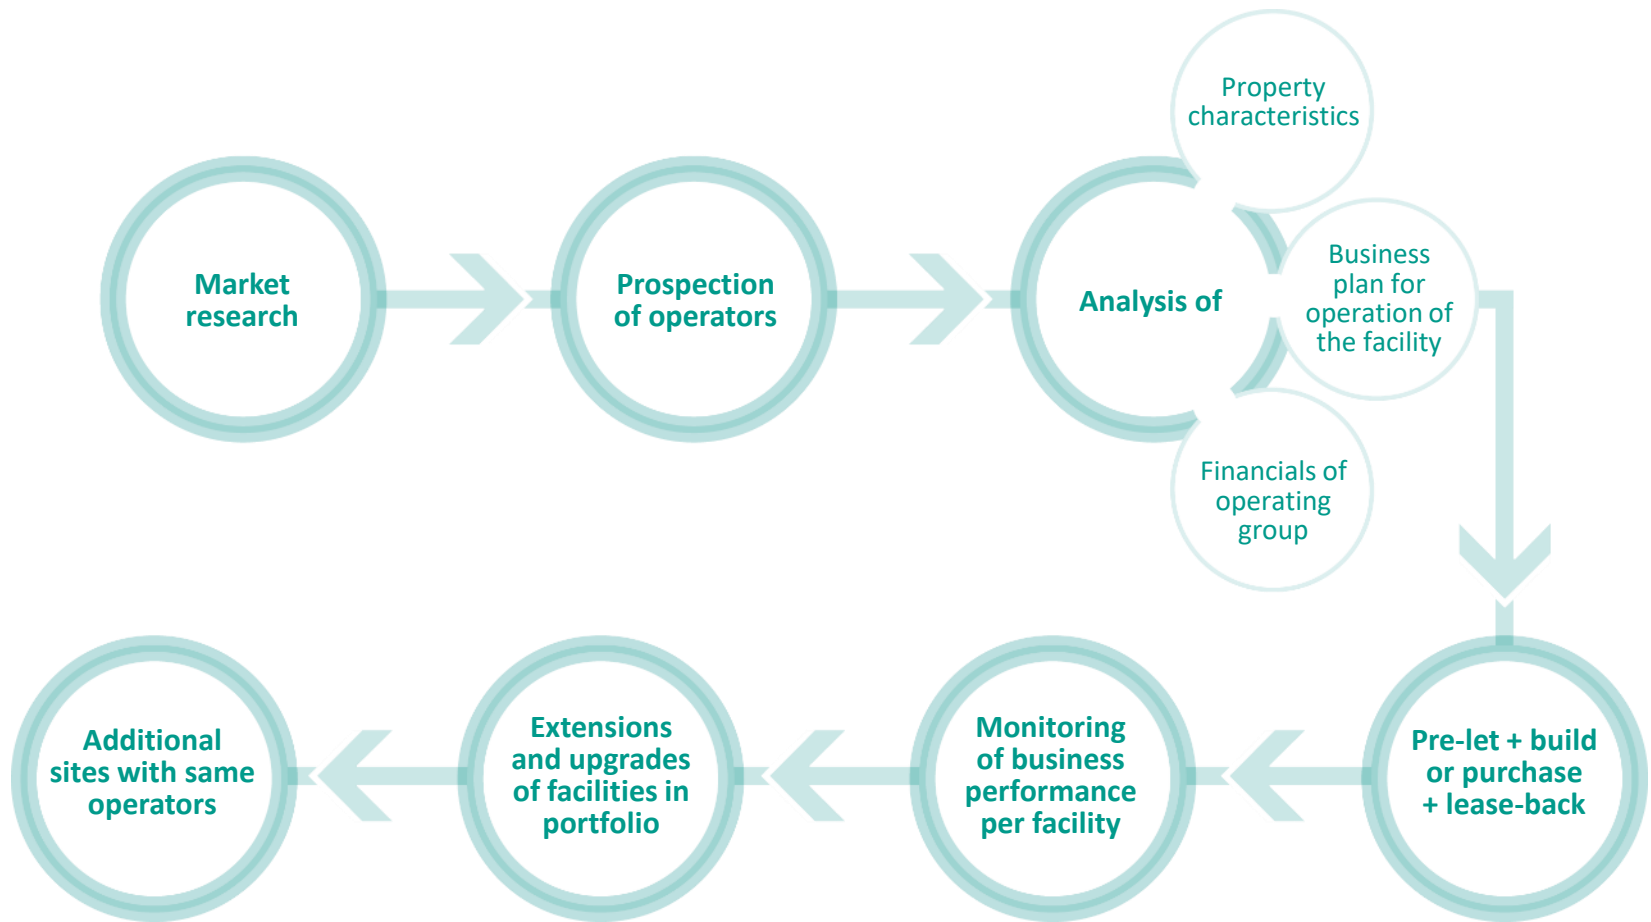 Market
research
Prospection
of operators
Analysis of
Property
characteristics
Business
plan for
operation of
the facility
Financials of
operating
group
Pre-let + build
or purchase
+ lease-back
Monitoring
of business
performance
per facility
Extensions
and upgrades
of facilities in
portfolio
Additional
sites with same
operators